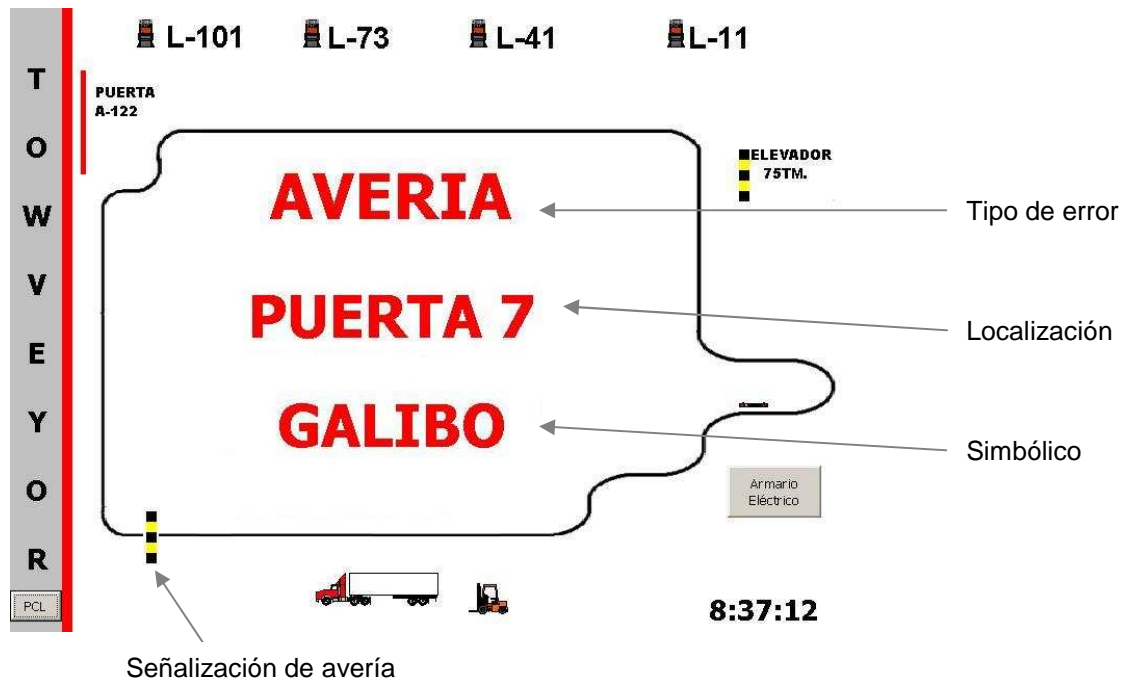 L-101 L-73 L-41 L-11
TOWVEYOR
PUERTA
A-122
ELEVADOR
75TM.
AVERIA
Tipo de error
PUERTA 7
Localización
GALIBO
Simbólico
Armario
Eléctrico
PCL
8:37:12
Señalización de avería